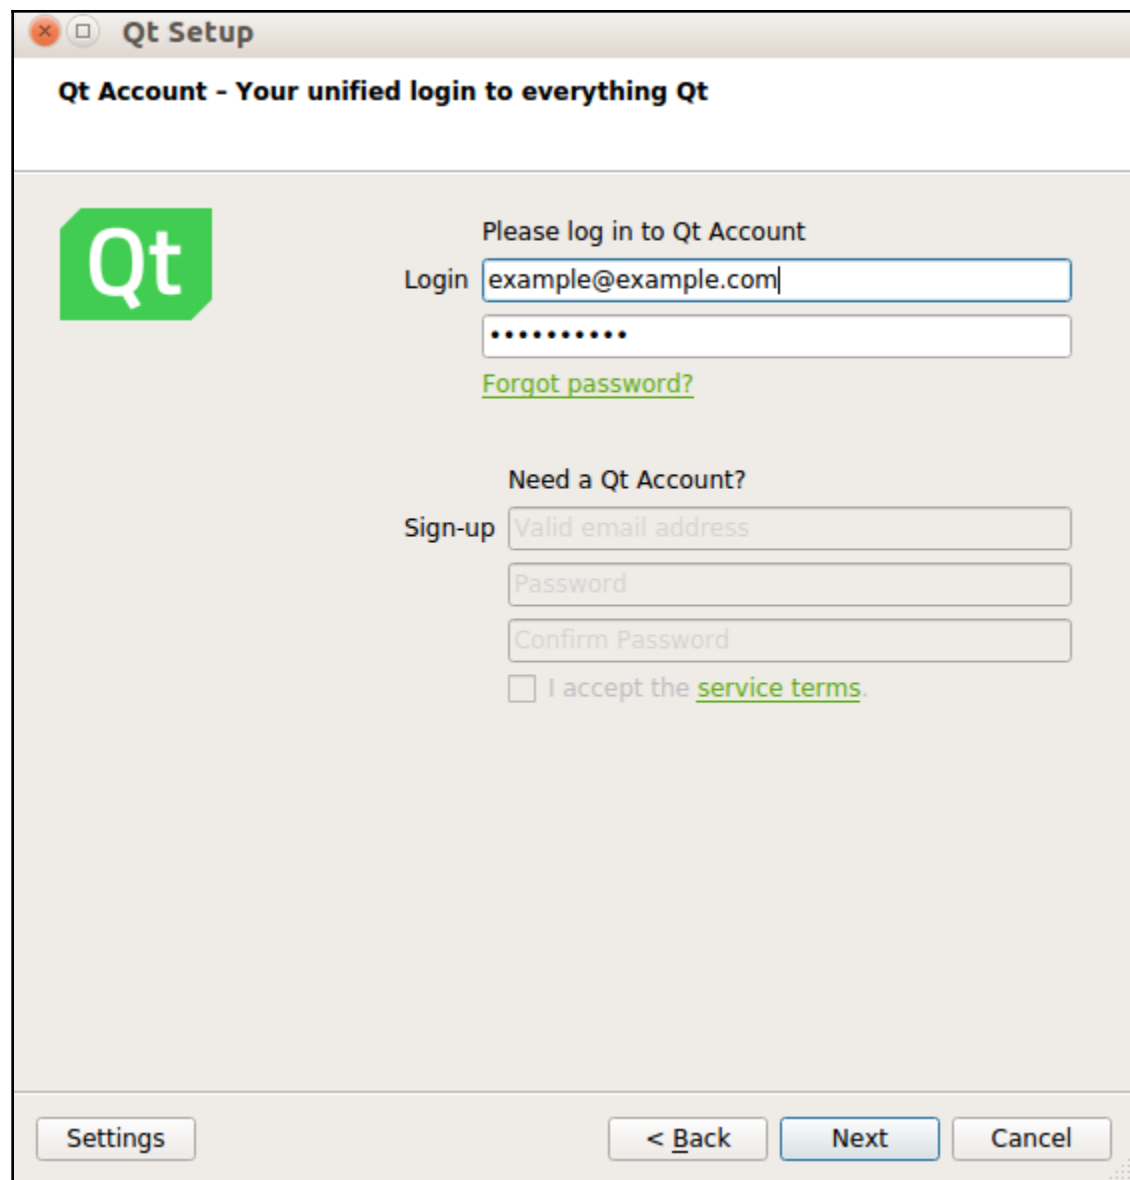 Qt Setup
Qt Account – Your unified login to everything Qt
Qt
Please log in to Qt Account
Login example@example.com
••••••••••
Forgot password?
Need a Qt Account?
Sign-up Valid email address
Password
Confirm Password
I accept the service terms.
Settings < Back Next Cancel